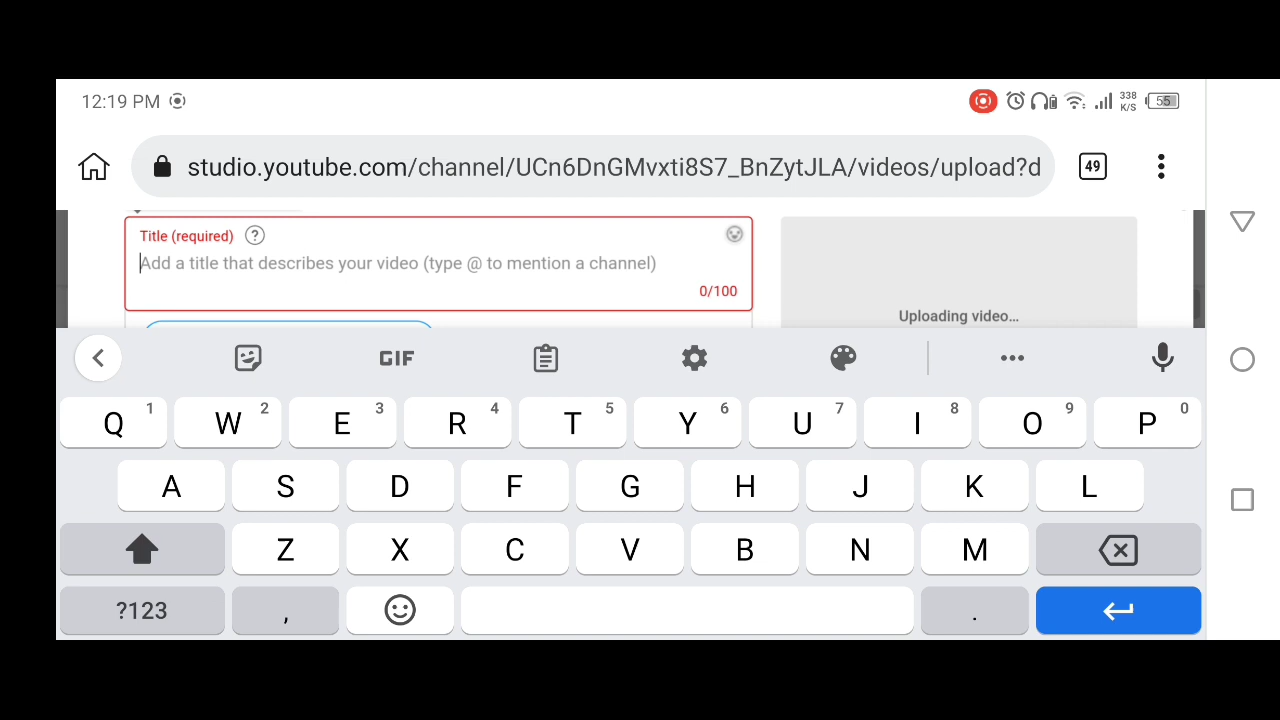 12:19 PM
338
K/S
55
studio.youtube.com/channel/UCn6DnGMvxti8S7_BnZytJLA/videos/upload?d
49
Title (required) ?
Add a title that describes your video (type @ to mention a channel)
0/100
Uploading video...
GIF
Q 1 W 2 E 3 R 4 T 5 Y 6 U 7 I 8 O 9 P 0
A S D F G H J K L
Z X C V B N M
?123 , .